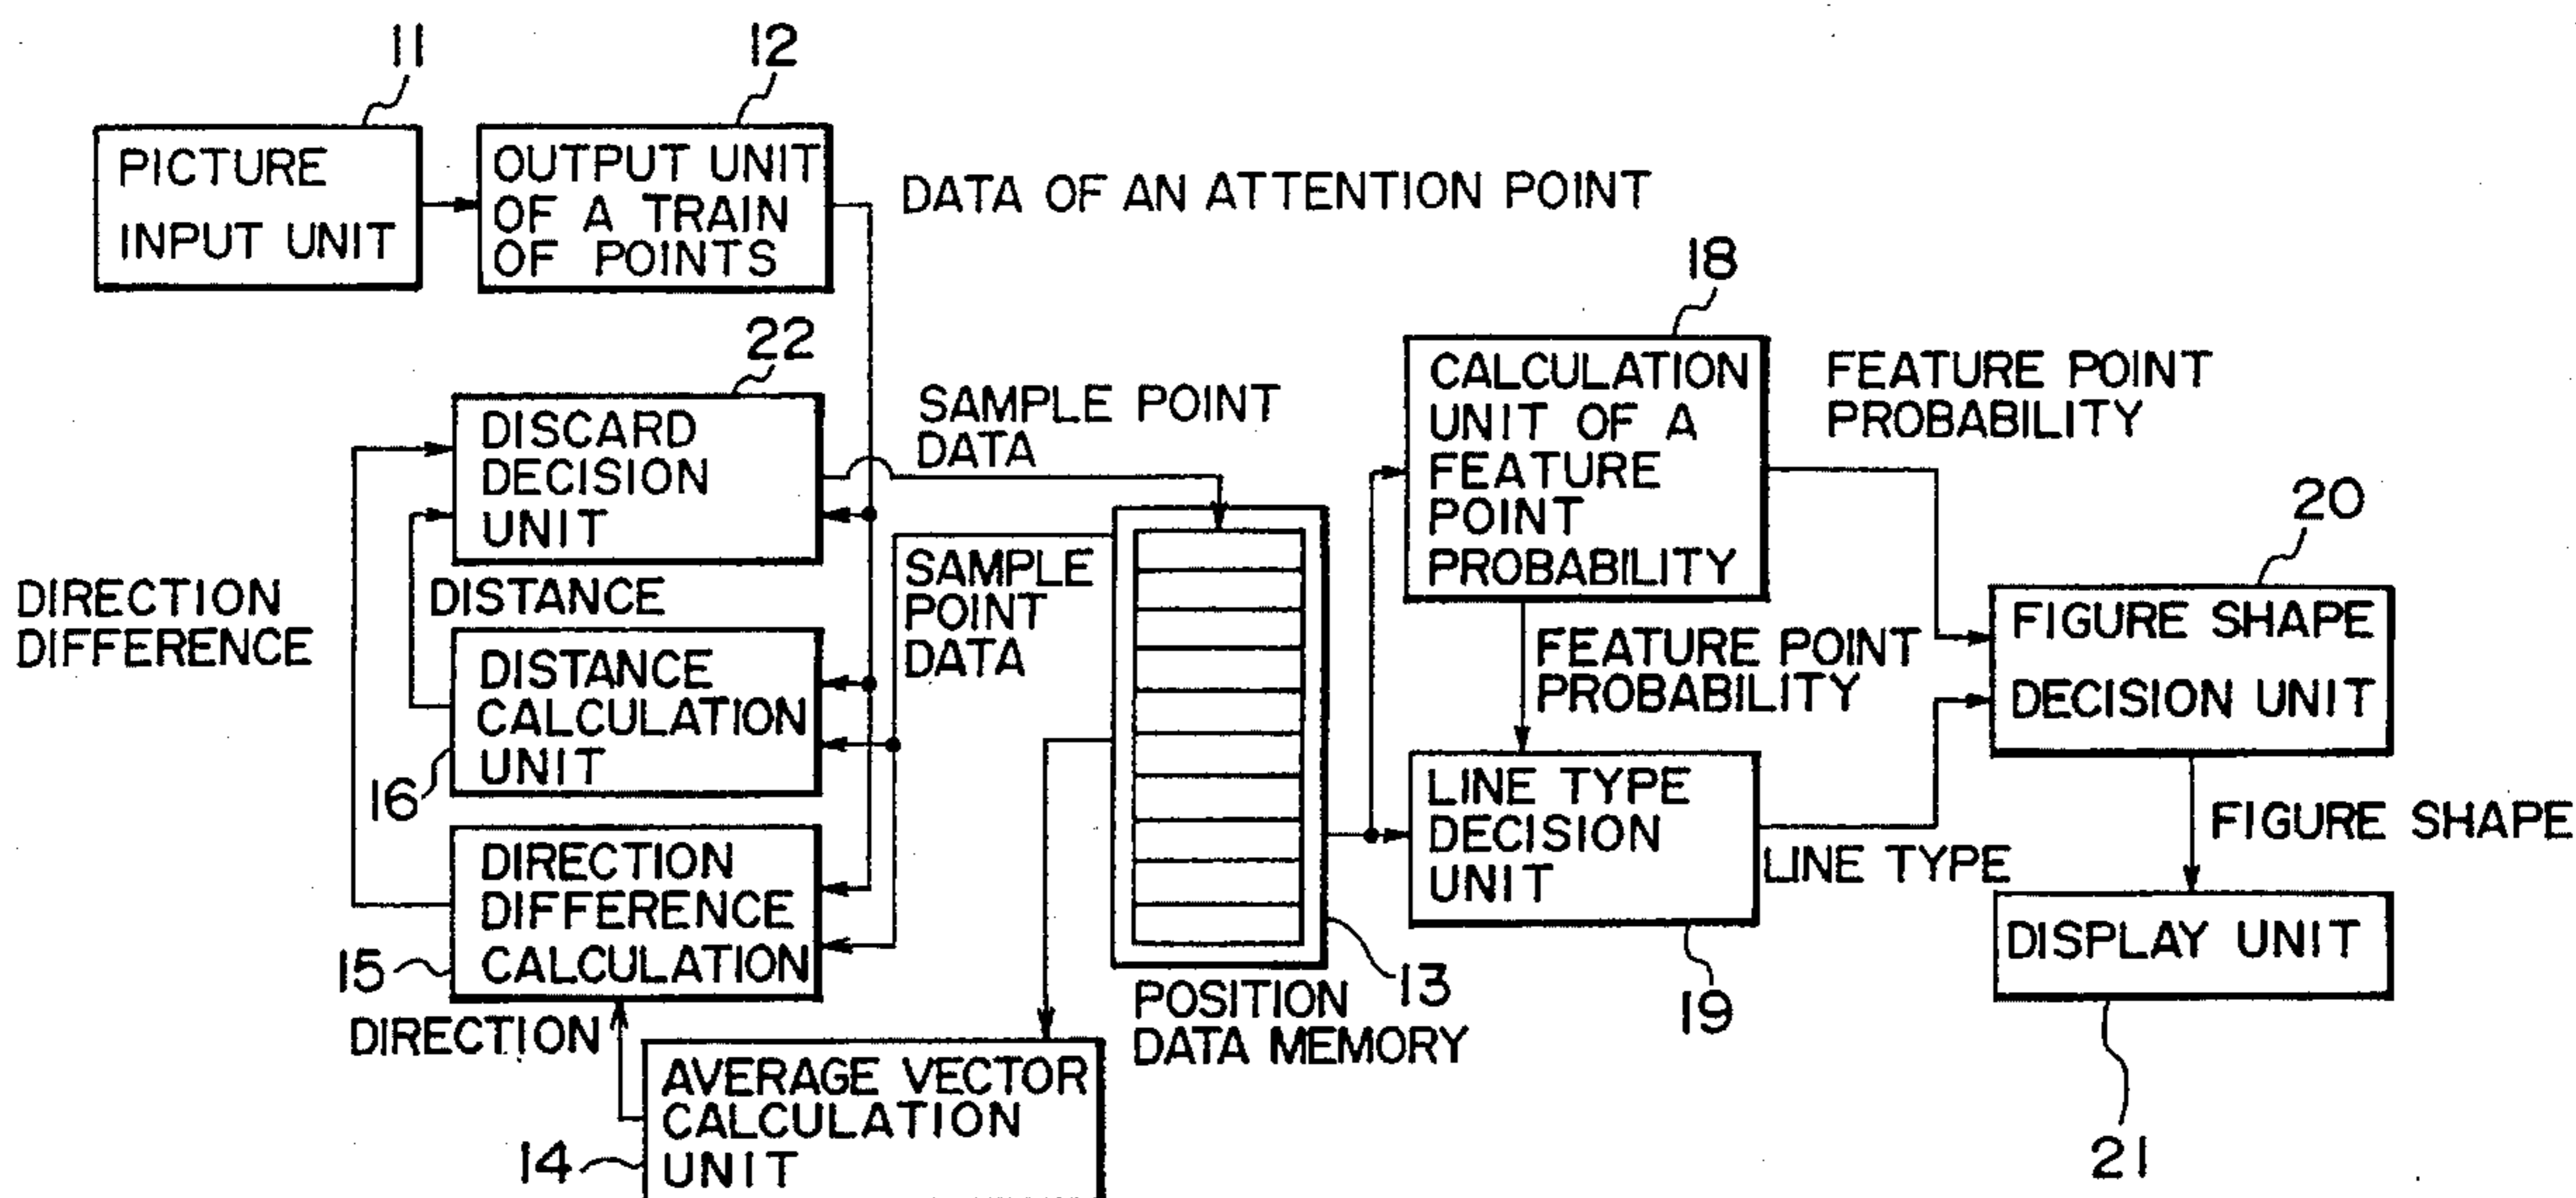 11
12
PICTURE
INPUT UNIT
OUTPUT UNIT
OF A TRAIN
OF POINTS
DATA OF AN ATTENTION POINT
22
DISCARD
DECISION
UNIT
SAMPLE POINT
DATA
DIRECTION
DIFFERENCE
DISTANCE
SAMPLE
POINT
DATA
DISTANCE
CALCULATION
UNIT
16
DIRECTION
DIFFERENCE
CALCULATION
15
DIRECTION
AVERAGE VECTOR
CALCULATION
UNIT
14
13
POSITION
DATA MEMORY
18
CALCULATION
UNIT OF A
FEATURE
POINT
PROBABILITY
FEATURE POINT
PROBABILITY
FEATURE POINT
PROBABILITY
LINE TYPE
DECISION
UNIT
19
LINE TYPE
20
FIGURE SHAPE
DECISION UNIT
FIGURE SHAPE
DISPLAY UNIT
21